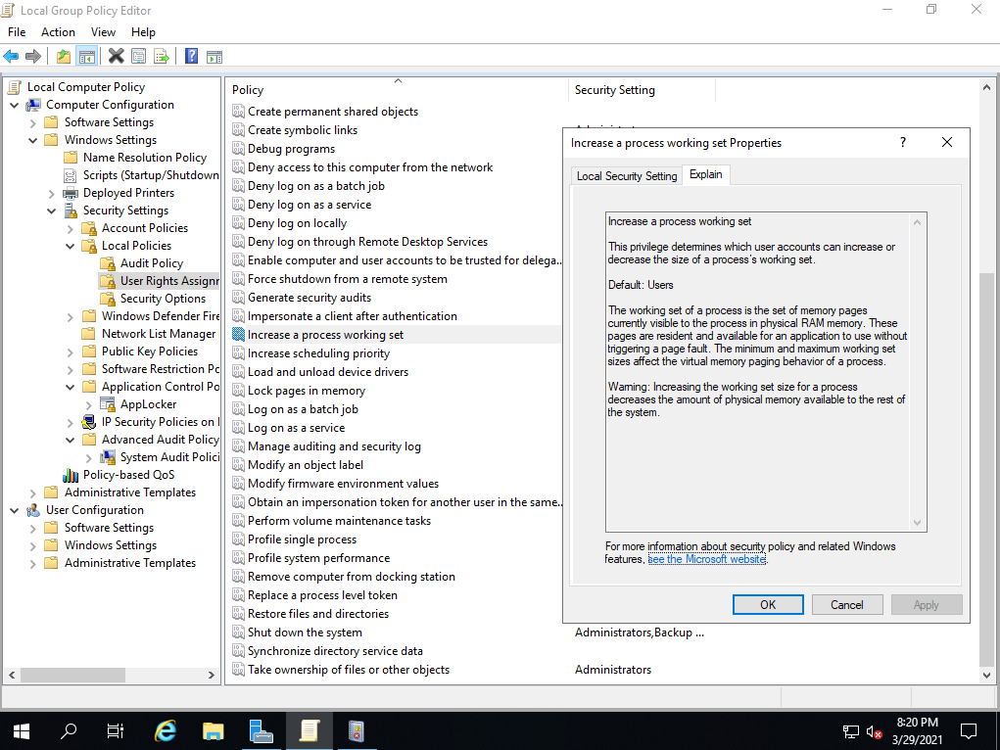 Local Group Policy Editor
File Action View Help
Policy Security Setting
Local Computer Policy
Computer Configuration
Software Settings
Windows Settings
Name Resolution Policy
Scripts (Startup/Shutdown
Deployed Printers
Security Settings
Account Policies
Local Policies
Audit Policy
User Rights Assignr
Security Options
Windows Defender Fire
Network List Manager
Public Key Policies
Software Restriction Po
Application Control Po
AppLocker
IP Security Policies on
Advanced Audit Policy
System Audit Polici
Policy-based QoS
Administrative Templates
User Configuration
Software Settings
Windows Settings
Administrative Templates
Create permanent shared objects
Create symbolic links
Debug programs
Deny access to this computer from the network
Deny log on as a batch job
Deny log on as a service
Deny log on locally
Deny log on through Remote Desktop Services
Enable computer and user accounts to be trusted for delega...
Force shutdown from a remote system
Generate security audits
Impersonate a client after authentication
Increase a process working set
Increase scheduling priority
Load and unload device drivers
Lock pages in memory
Log on as a batch job
Log on as a service
Manage auditing and security log
Modify an object label
Modify firmware environment values
Obtain an impersonation token for another user in the same...
Perform volume maintenance tasks
Profile single process
Profile system performance
Remove computer from docking station
Replace a process level token
Restore files and directories
Shut down the system Administrators,Backup ...
Synchronize directory service data
Take ownership of files or other objects Administrators
Increase a process working set Properties ?
Local Security Setting Explain
Increase a process working set
This privilege determines which user accounts can increase or
decrease the size of a process's working set.
Default: Users
The working set of a process is the set of memory pages
currently visible to the process in physical RAM memory. These
pages are resident and available for an application to use without
triggering a page fault. The minimum and maximum working set
sizes affect the virtual memory paging behavior of a process.
Warning: Increasing the working set size for a process
decreases the amount of physical memory available to the rest of
the system.
For more information about security policy and related Windows
features, see the Microsoft website.
OK Cancel Apply
8:20 PM
3/29/2021